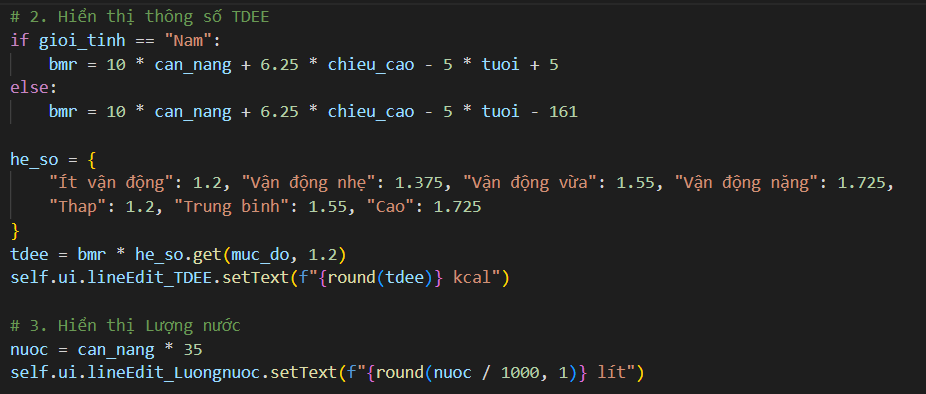 # 2. Hiển thị thông số TDEE
if gioi_tinh == "Nam":
    bmr = 10 * can_nang + 6.25 * chieu_cao - 5 * tuoi + 5
else:
    bmr = 10 * can_nang + 6.25 * chieu_cao - 5 * tuoi - 161

he_so = {
    "Ít vận động": 1.2, "Vận động nhẹ": 1.375, "Vận động vừa": 1.55, "Vận động nặng": 1.725,
    "Thap": 1.2, "Trung binh": 1.55, "Cao": 1.725
}
tdee = bmr * he_so.get(muc_do, 1.2)
self.ui.lineEdit_TDEE.setText(f"{round(tdee)} kcal")

# 3. Hiển thị Lượng nước
nuoc = can_nang * 35
self.ui.lineEdit_Luongnuoc.setText(f"{round(nuoc / 1000, 1)} lít")